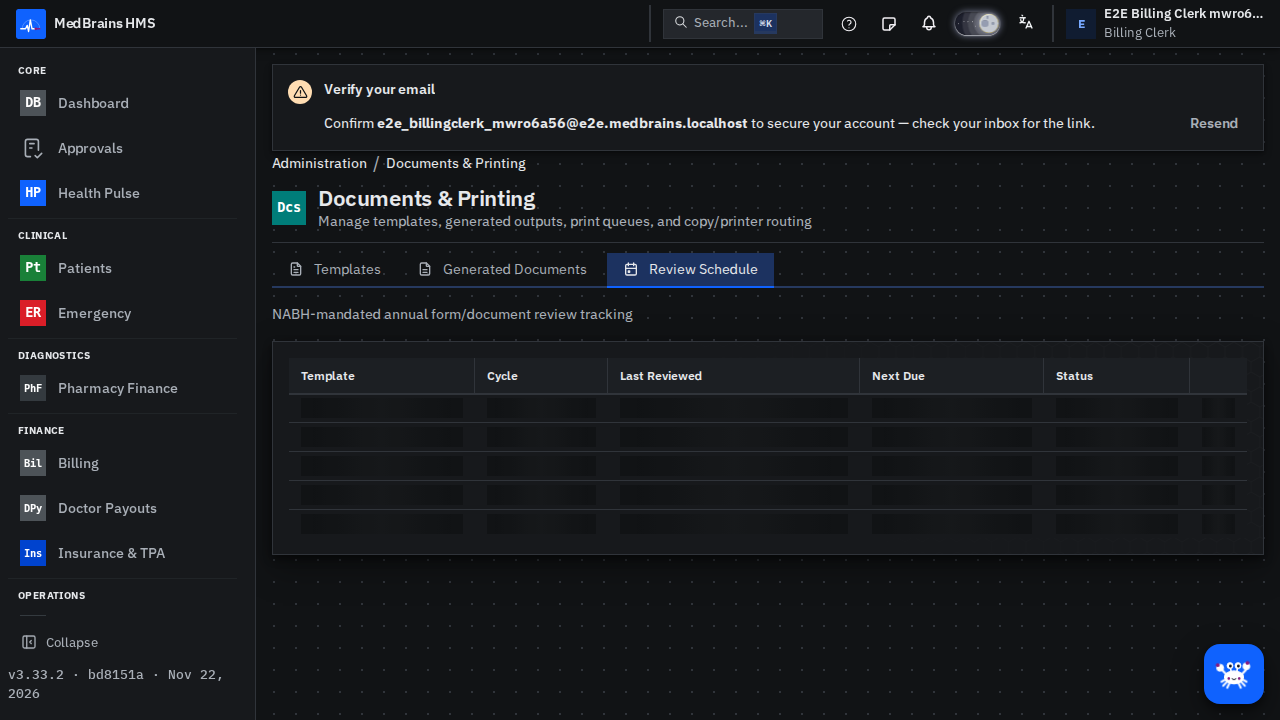 MedBrains HMS
Search... ⌘K
E E2E Billing Clerk mwro6...
Billing Clerk
CORE
DB Dashboard
Approvals
HP Health Pulse
CLINICAL
Pt Patients
ER Emergency
DIAGNOSTICS
PhF Pharmacy Finance
FINANCE
Bil Billing
DPy Doctor Payouts
Ins Insurance & TPA
OPERATIONS
Collapse
v3.33.2 · bd8151a · Nov 22,
2026
Verify your email
Confirm e2e_billingclerk_mwro6a56@e2e.medbrains.localhost to secure your account — check your inbox for the link. Resend
Administration / Documents & Printing
Dcs Documents & Printing
Manage templates, generated outputs, print queues, and copy/printer routing
Templates Generated Documents Review Schedule
NABH-mandated annual form/document review tracking
Template Cycle Last Reviewed Next Due Status